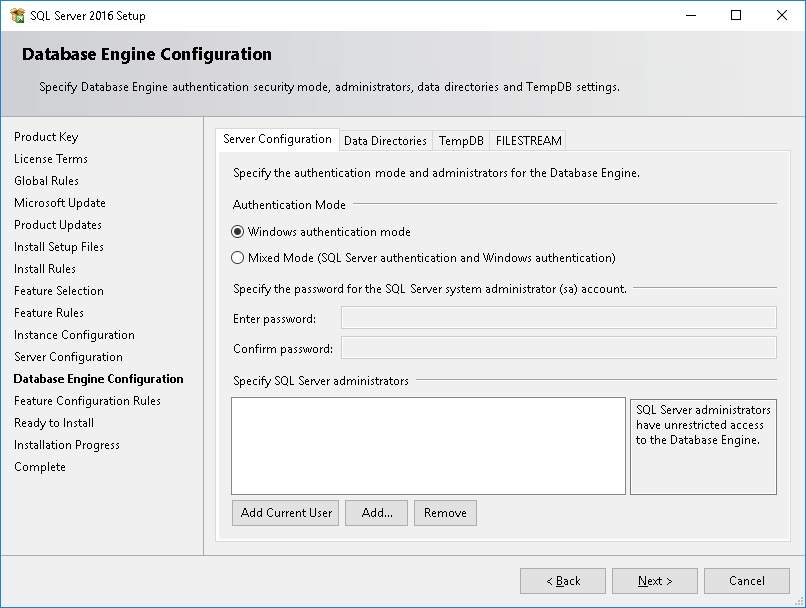 SQL Server 2016 Setup
Database Engine Configuration
Specify Database Engine authentication security mode, administrators, data directories and TempDB settings.
Product Key
License Terms
Global Rules
Microsoft Update
Product Updates
Install Setup Files
Install Rules
Feature Selection
Feature Rules
Instance Configuration
Server Configuration
Database Engine Configuration
Feature Configuration Rules
Ready to Install
Installation Progress
Complete
Server Configuration Data Directories TempDB FILESTREAM
Specify the authentication mode and administrators for the Database Engine.
Authentication Mode
Windows authentication mode
Mixed Mode (SQL Server authentication and Windows authentication)
Specify the password for the SQL Server system administrator (sa) account.
Enter password:
Confirm password:
Specify SQL Server administrators
SQL Server administrators
have unrestricted access
to the Database Engine.
Add Current User Add... Remove
< Back Next > Cancel